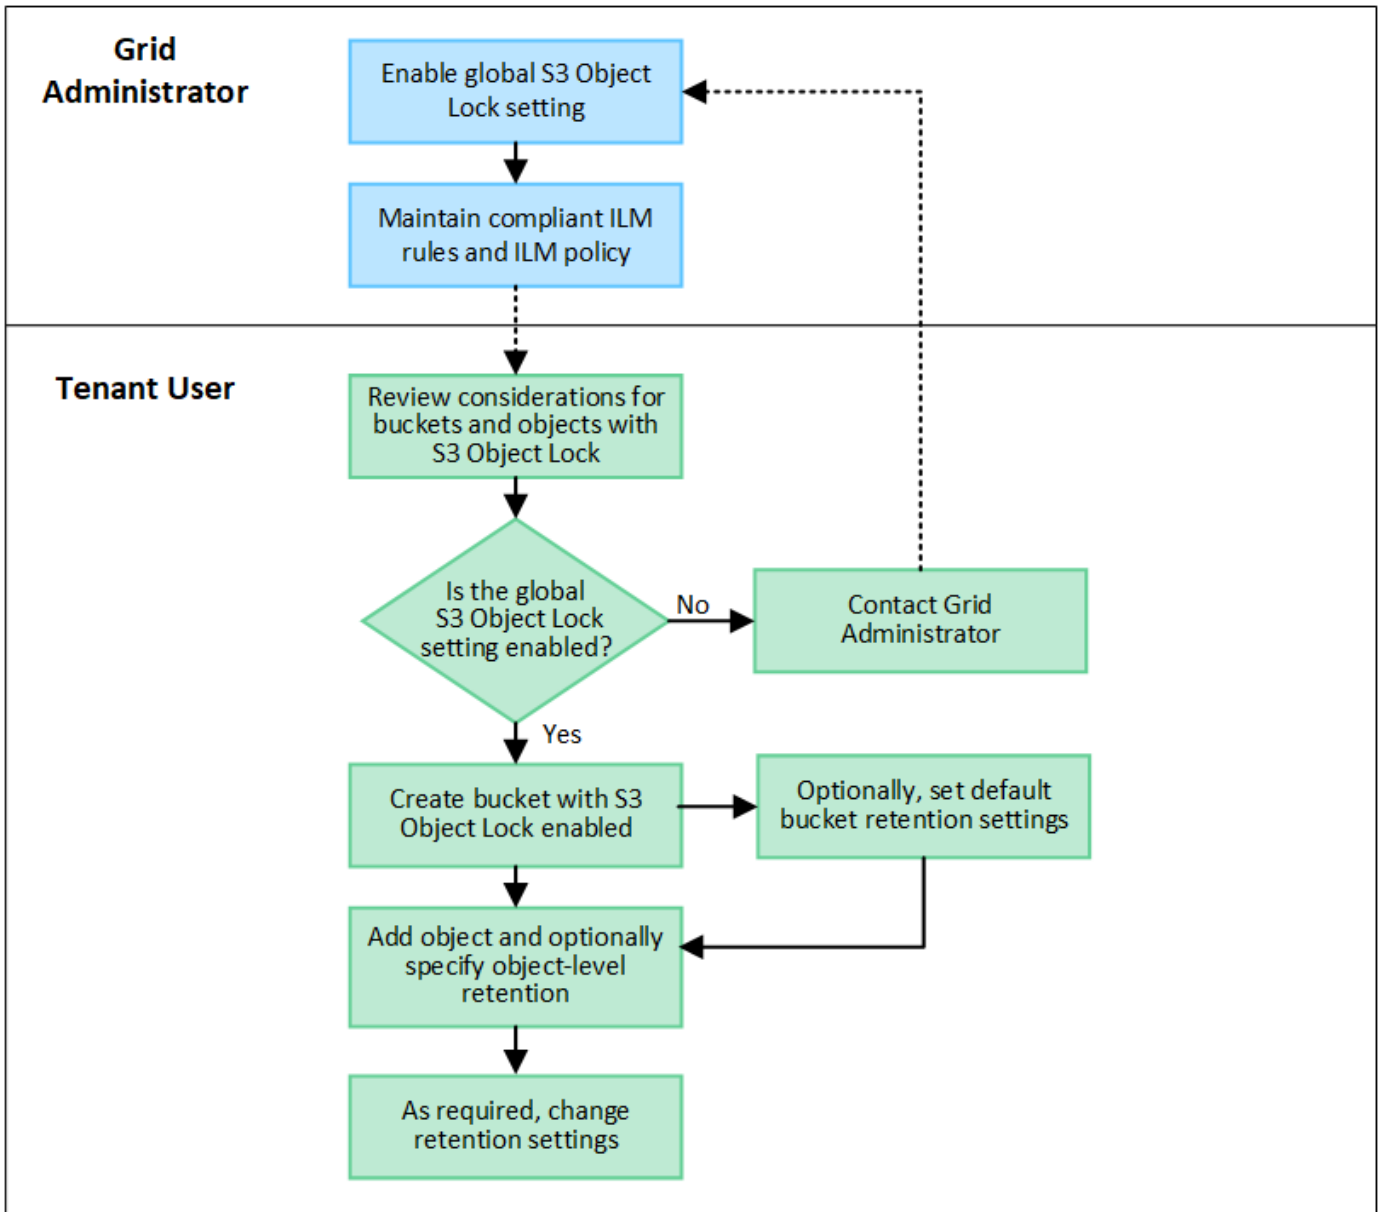 Grid
Administrator
Enable global S3 Object
Lock setting
Maintain compliant ILM
rules and ILM policy
Tenant User
Review considerations for
buckets and objects with
S3 Object Lock
Is the global
S3 Object Lock
setting enabled?
No
Contact Grid
Administrator
Yes
Create bucket with S3
Object Lock enabled
Optionally, set default
bucket retention settings
Add object and optionally
specify object-level
retention
As required, change
retention settings